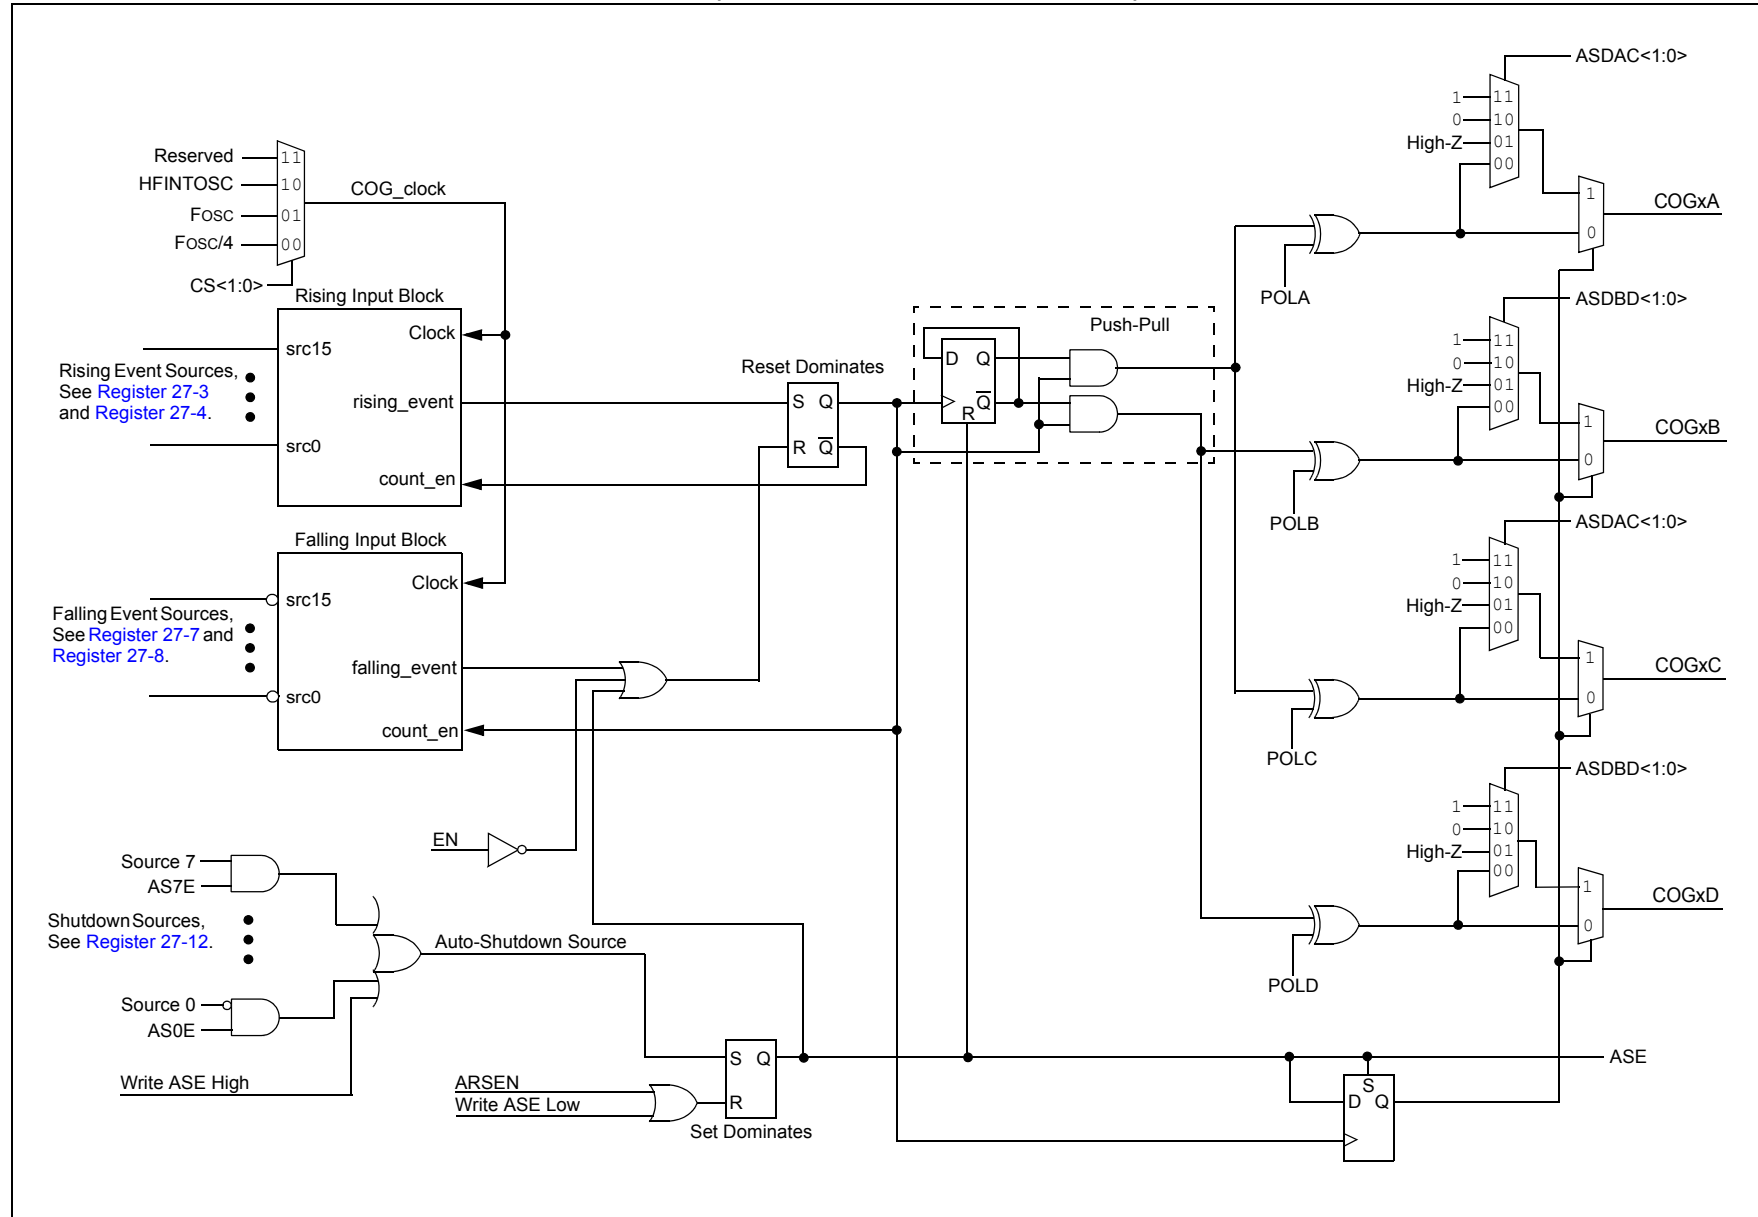 ASDAC<1:0>
1
11
0
10
High-Z
01
00
1
0
COGxA
POLA
Reserved
11
HFINTOSC
10
FOSC
01
FOSC/4
00
CS<1:0>
COG_clock
Rising Input Block
Clock
src15
Rising Event Sources,
See Register 27-3
and Register 27-4.
rising_event
src0
count_en
Reset Dominates
S Q
R Q
Push-Pull
D Q
Q
R
ASDBD<1:0>
1
11
0
10
High-Z
01
00
1
0
COGxB
POLB
Falling Input Block
Clock
src15
Falling Event Sources,
See Register 27-7 and
Register 27-8.
falling_event
src0
count_en
ASDAC<1:0>
1
11
0
10
High-Z
01
00
1
0
COGxC
POLC
EN
Source 7
AS7E
Shutdown Sources,
See Register 27-12.
Source 0
AS0E
Write ASE High
Auto-Shutdown Source
ASDBD<1:0>
1
11
0
10
High-Z
01
00
1
0
COGxD
POLD
ARSEN
Write ASE Low
S Q
R
Set Dominates
ASE
S
D Q